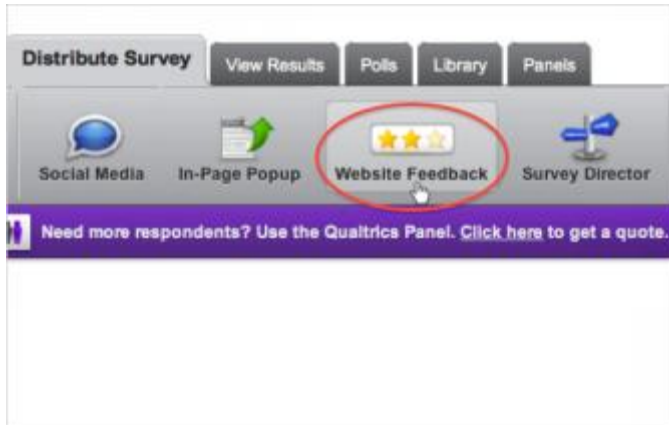 Distribute Survey View Results Polls Library Panels
Social Media In-Page Popup Website Feedback Survey Director
Need more respondents? Use the Qualtrics Panel. Click here to get a quote.